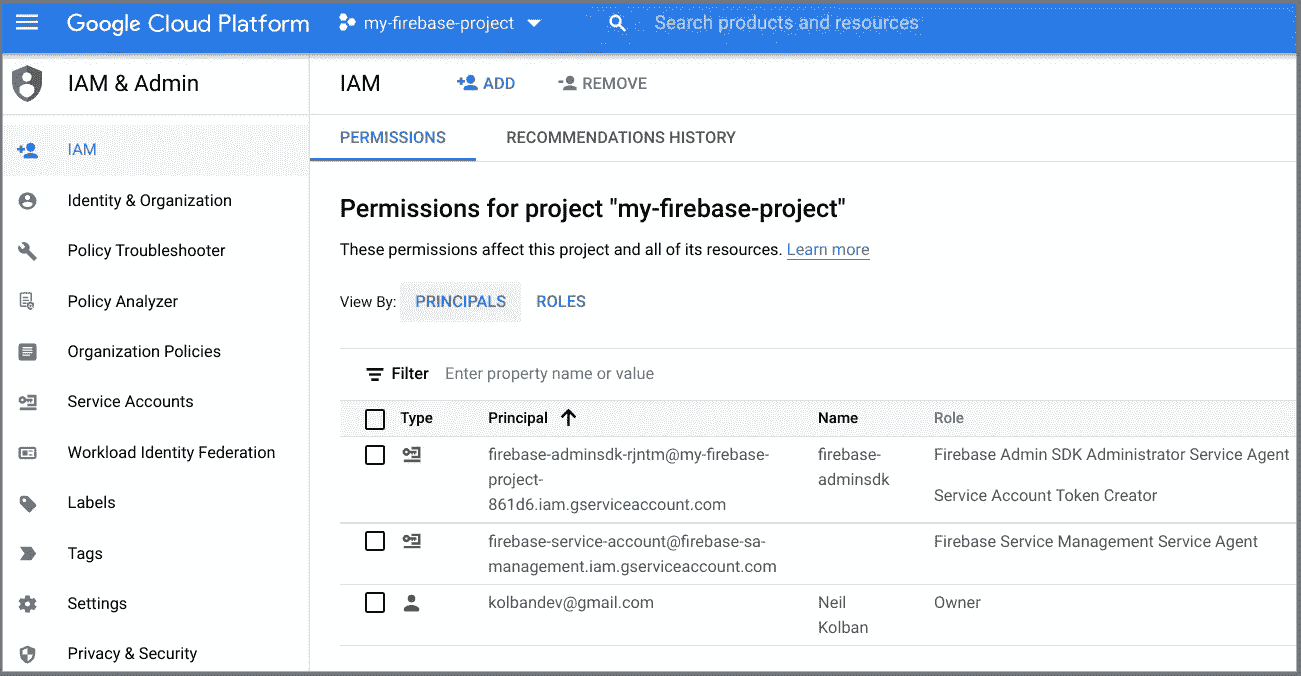 Google Cloud Platform
my-firebase-project
Search products and resources
IAM & Admin
IAM
ADD
REMOVE
IAM
Identity & Organization
Policy Troubleshooter
Policy Analyzer
Organization Policies
Service Accounts
Workload Identity Federation
Labels
Tags
Settings
Privacy & Security
PERMISSIONS
RECOMMENDATIONS HISTORY
Permissions for project "my-firebase-project"
These permissions affect this project and all of its resources. Learn more
View By: PRINCIPALS ROLES
Filter Enter property name or value
Type Principal Name Role
firebase-adminsdk-rjntm@my-firebase-
project-
861d6.iam.gserviceaccount.com
firebase-
adminsdk
Firebase Admin SDK Administrator Service Agent
Service Account Token Creator
firebase-service-account@firebase-sa-
management.iam.gserviceaccount.com
Firebase Service Management Service Agent
kolbandev@gmail.com
Neil
Kolban
Owner